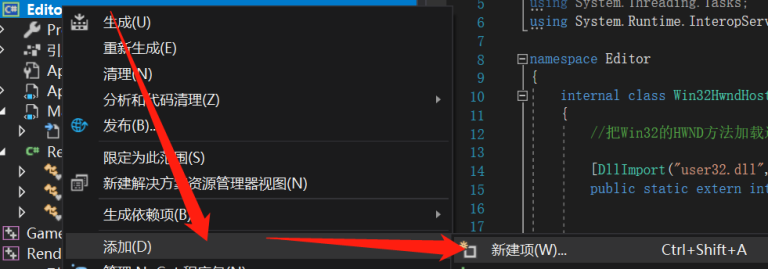 Edito
Pr
引
Ap
Ap
M
Re
Game
Rend
生成(U)
重新生成(E)
清理(N)
分析和代码清理(Z)
发布(B)...
限定为此范围(S)
新建解决方案资源管理器视图(N)
生成依赖项(B)
添加(D)
新建项(W)... Ctrl+Shift+A
5 using System.Threading.Tasks;
6 using System.Runtime.InteropServ
7
8 namespace Editor
9 {
10 internal class Win32HwndHost
11 {
12 //把Win32的HWND方法加载
13
14 [DllImport("user32.dll",
15 public static extern int
16
17